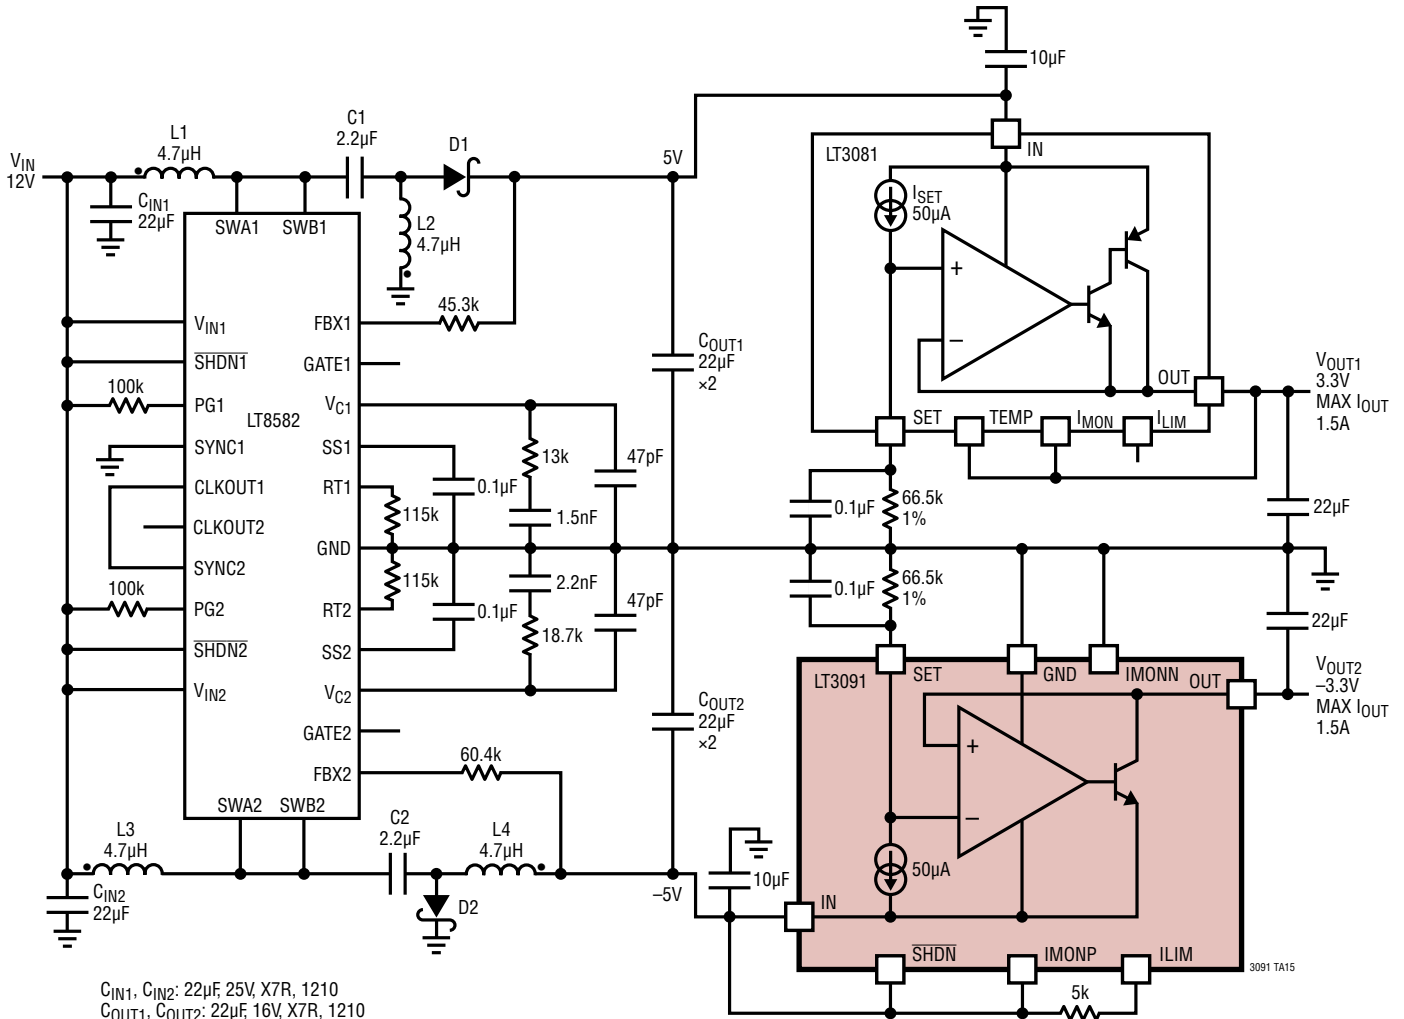 10µF
C1
2.2µF
L1
4.7µH
D1
VIN
12V
5V
IN
LT3081
ISET
50µA
CIN1
22µF
L2
4.7µH
SWA1
SWB1
45.3k
VIN1
FBX1
SHDN1
GATE1
COUT1
22µF
×2
100k
PG1
VC1
LT8582
SYNC1
SS1
CLKOUT1
RT1
CLKOUT2
GND
SYNC2
100k
PG2
RT2
SHDN2
SS2
VIN2
VC2
GATE2
FBX2
SWA2
SWB2
13k
47pF
0.1µF
115k
1.5nF
115k
2.2nF
47pF
0.1µF
18.7k
+
–
OUT
VOUT1
3.3V
MAX IOUT
1.5A
SET
TEMP
IMON
ILIM
0.1µF
66.5k
1%
22µF
0.1µF
66.5k
1%
22µF
COUT2
22µF
×2
60.4k
LT3091
SET
GND
IMONN
OUT
VOUT2
–3.3V
MAX IOUT
1.5A
+
–
50µA
L3
4.7µH
C2
2.2µF
L4
4.7µH
CIN2
22µF
D2
–5V
10µF
IN
SHDN
IMONP
ILIM
3091 TA15
5k
CIN1, CIN2: 22µF, 25V, X7R, 1210
COUT1, COUT2: 22µF, 16V, X7R, 1210